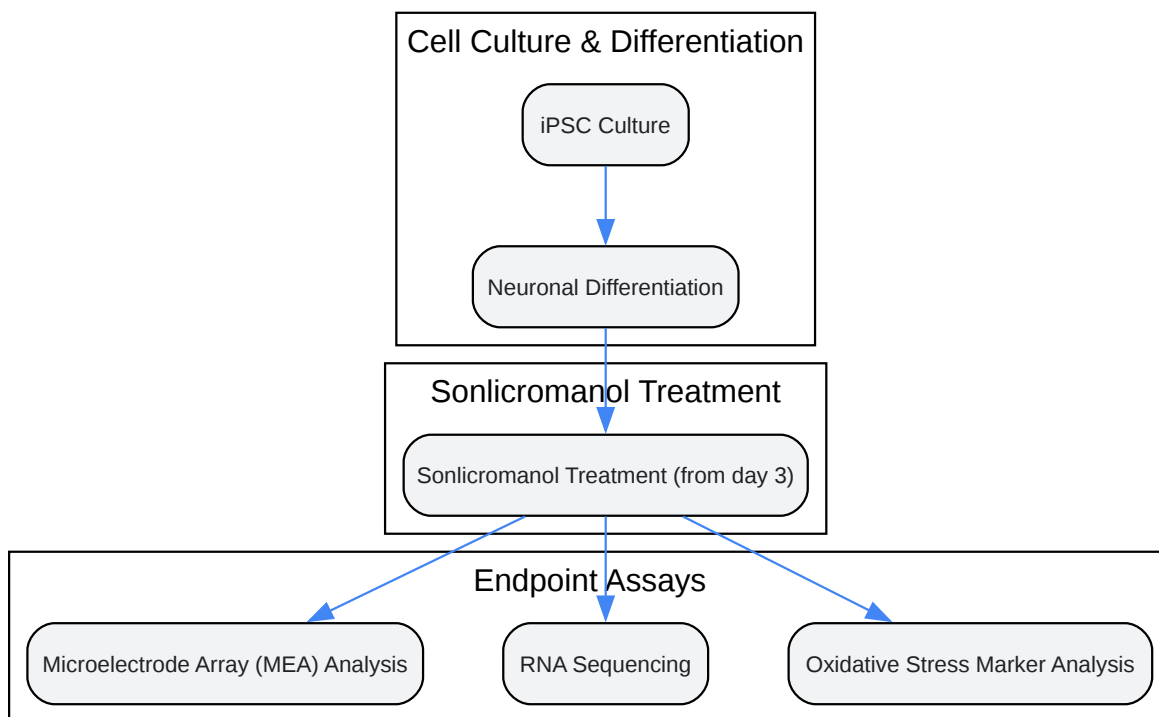 Cell Culture & Differentiation
iPSC Culture
Neuronal Differentiation
Sonlicromanol Treatment
Sonlicromanol Treatment (from day 3)
Endpoint Assays
Microelectrode Array (MEA) Analysis
RNA Sequencing
Oxidative Stress Marker Analysis